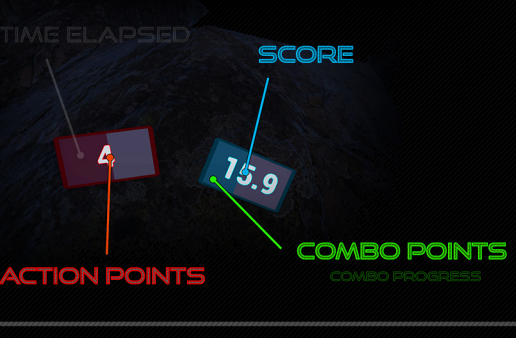 TIME ELAPSED
SCORE
4
15.9
COMBO POINTS
ACTION POINTS
COMBO PROGRESS